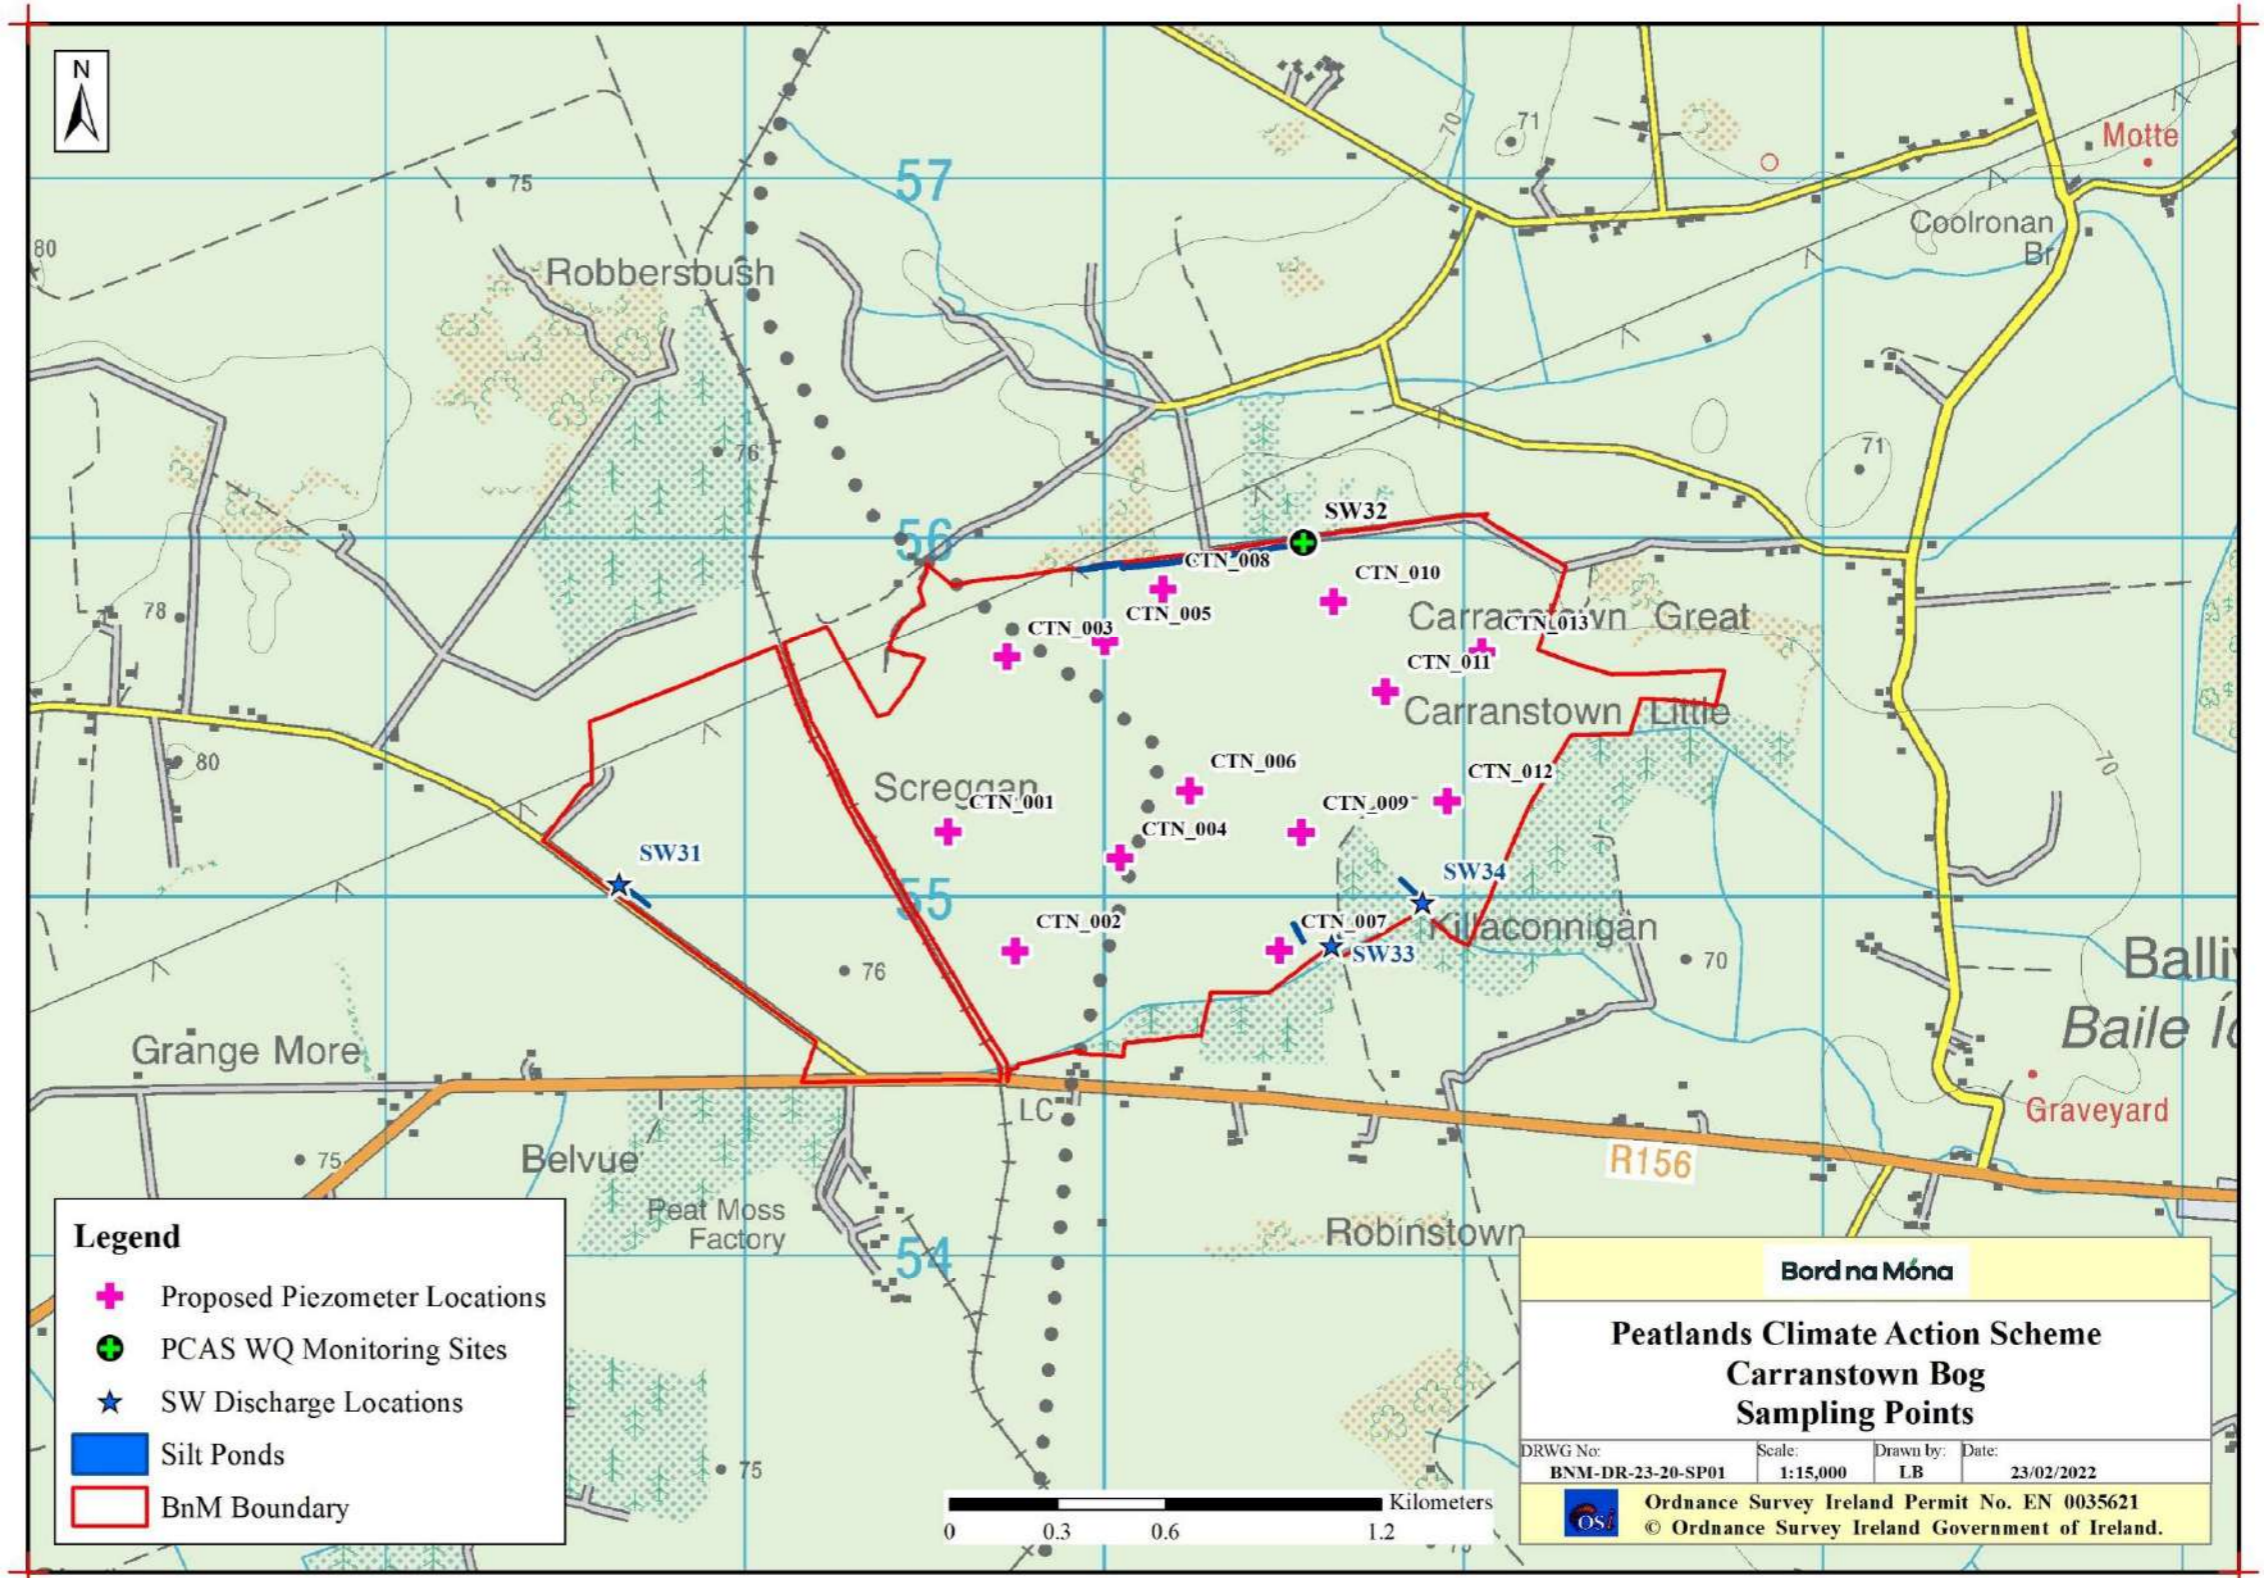 N
57
71
Motte
75
Coolronan
Br
80
Robbersbush
70
76
71
SW32
56
CTN_008
CTN_010
78
CTN_003
CTN_005
Carranstown Great
CTN_013
CTN_011
Carranstown Little
80
CTN_006
CTN_012
70
Screggan
CTN_001
CTN_009
CTN_004
SW31
SW34
55
CTN_002
CTN_007
Killaconnigan
SW33
76
70
Balli
Baile Í
Grange More
LC
Graveyard
75
Belvue
R156
Peat Moss
Factory
54
Robinstown
75
Legend
Proposed Piezometer Locations
PCAS WQ Monitoring Sites
SW Discharge Locations
Silt Ponds
BnM Boundary
Kilometers
0 0.3 0.6 1.2
Bord na Móna
Peatlands Climate Action Scheme
Carranstown Bog
Sampling Points
DRWG No: Scale: Drawn by: Date:
BNM-DR-23-20-SP01 1:15,000 LB 23/02/2022
OSi
Ordnance Survey Ireland Permit No. EN 0035621
© Ordnance Survey Ireland Government of Ireland.